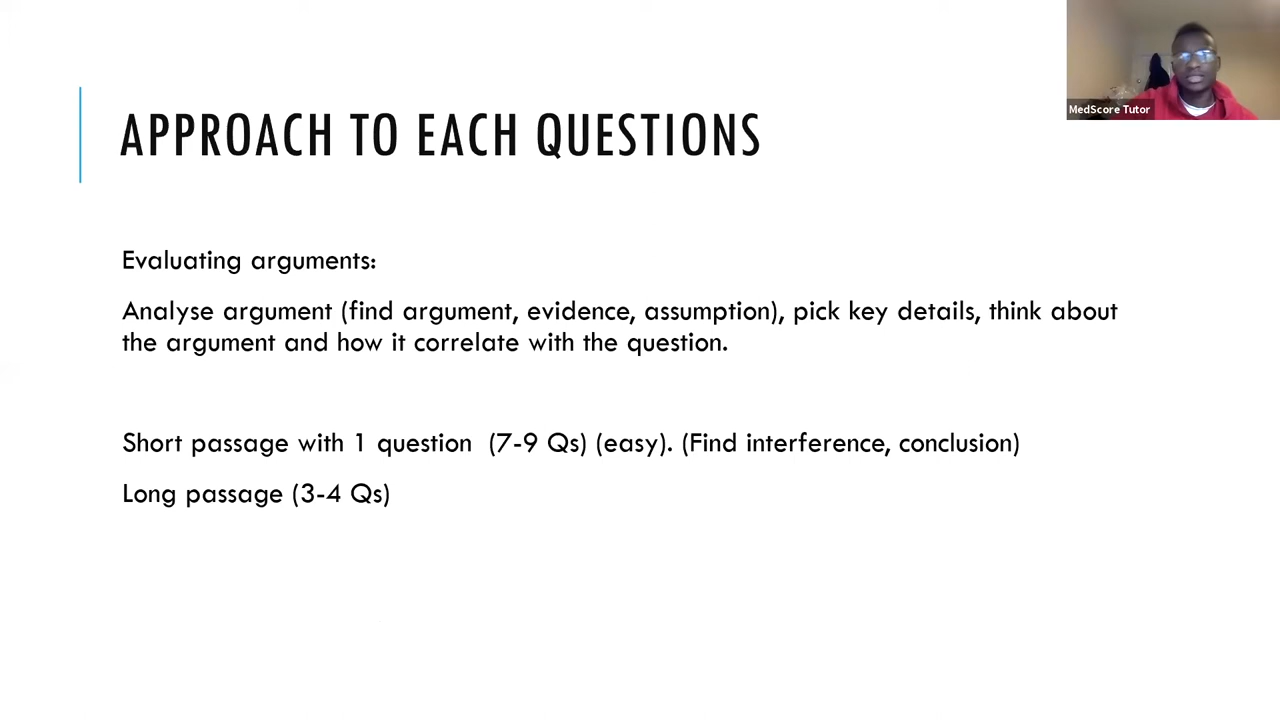 MedScore Tutor
APPROACH TO EACH QUESTIONS
Evaluating arguments:
Analyse argument (find argument, evidence, assumption), pick key details, think about
the argument and how it correlate with the question.
Short passage with 1 question (7-9 Qs) (easy). (Find interference, conclusion)
Long passage (3-4 Qs)